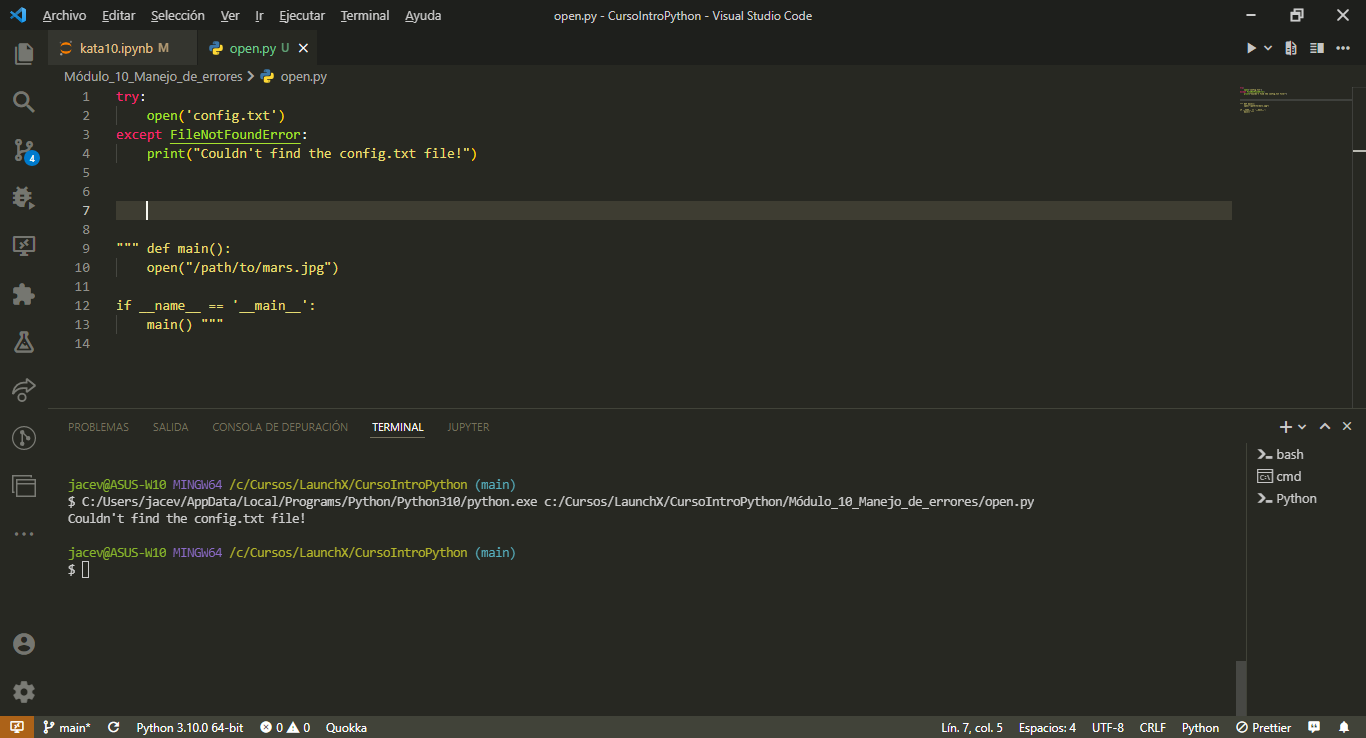 Archivo Editar Selección Ver Ir Ejecutar Terminal Ayuda open.py - CursoIntroPython - Visual Studio Code
kata10.ipynb M open.py U
Módulo_10_Manejo_de_errores > open.py
1 try:
2 open('config.txt')
3 except FileNotFoundError:
4 print("Couldn't find the config.txt file!")
5
6
7
8
9 """ def main():
10 open("/path/to/mars.jpg")
11
12 if __name__ == '__main__':
13 main() """
14
4
PROBLEMAS SALIDA CONSOLA DE DEPURACIÓN TERMINAL JUPYTER
jacev@ASUS-W10 MINGW64 /c/Cursos/LaunchX/CursoIntroPython (main)
$ C:/Users/jacev/AppData/Local/Programs/Python/Python310/python.exe c:/Cursos/LaunchX/CursoIntroPython/Módulo_10_Manejo_de_errores/open.py
Couldn't find the config.txt file!
jacev@ASUS-W10 MINGW64 /c/Cursos/LaunchX/CursoIntroPython (main)
$
bash
cmd
Python
main* Python 3.10.0 64-bit 0 0 Quokka Lín. 7, col. 5 Espacios: 4 UTF-8 CRLF Python Prettier